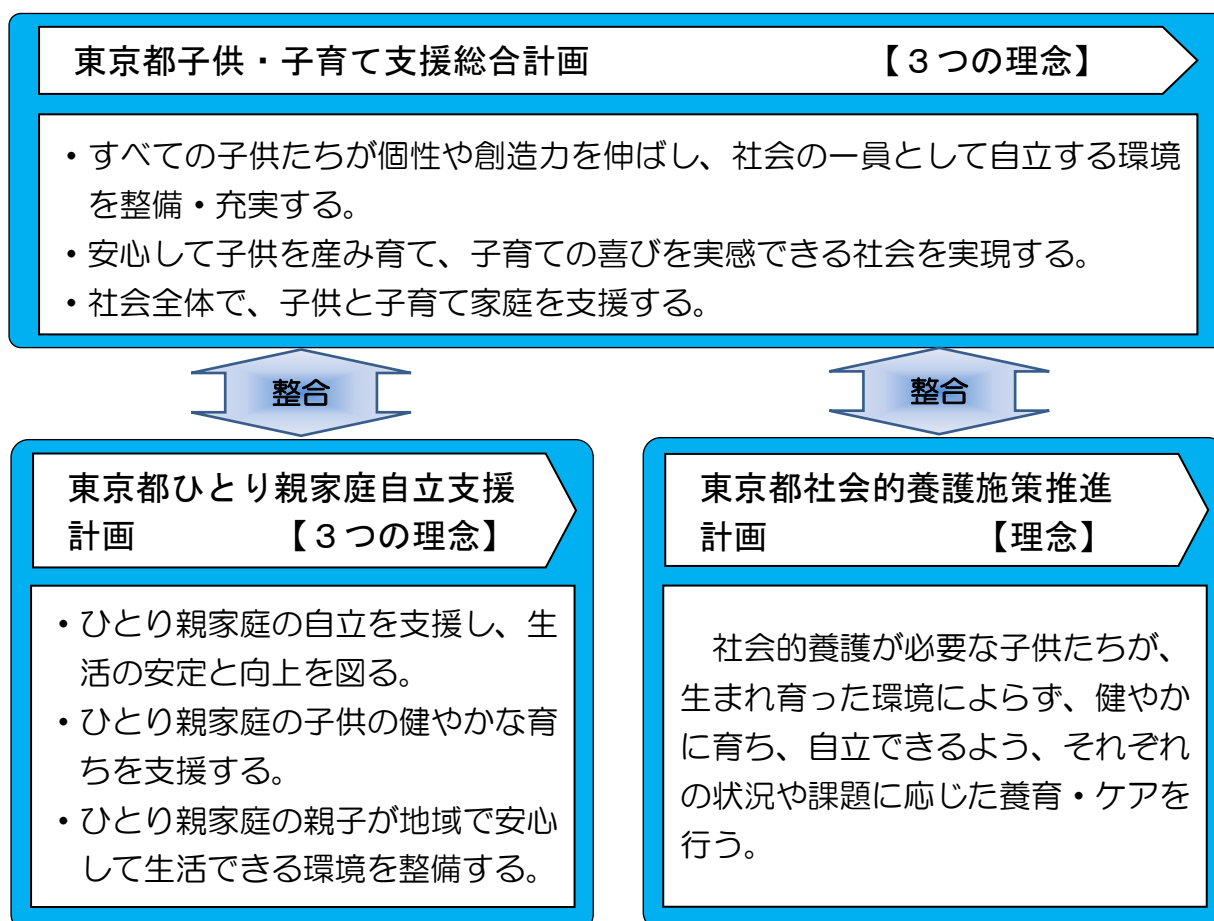 東京都子供・子育て支援総合計画 【３つの理念】
・すべての子供たちが個性や創造力を伸ばし、社会の一員として自立する環境
を整備・充実する。
・安心して子供を産み育て、子育ての喜びを実感できる社会を実現する。
・社会全体で、子供と子育て家庭を支援する。
整合
整合
東京都ひとり親家庭自立支援
計画 【３つの理念】
・ひとり親家庭の自立を支援し、生
活の安定と向上を図る。
・ひとり親家庭の子供の健やかな育
ちを支援する。
・ひとり親家庭の親子が地域で安心
して生活できる環境を整備する。
東京都社会的養護施策推進
計画 【理念】
社会的養護が必要な子供たちが、
生まれ育った環境によらず、健やか
に育ち、自立できるよう、それぞれ
の状況や課題に応じた養育・ケアを
行う。